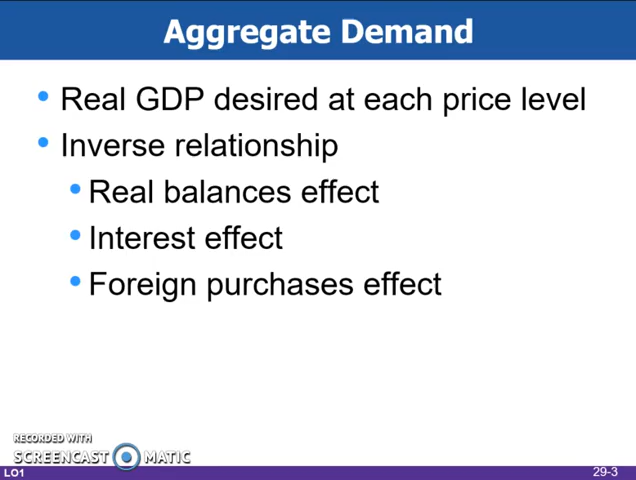 Aggregate Demand
• Real GDP desired at each price level
• Inverse relationship
• Real balances effect
• Interest effect
• Foreign purchases effect
RECORDED WITH
SCREENCAST MATIC
LO1
29-3